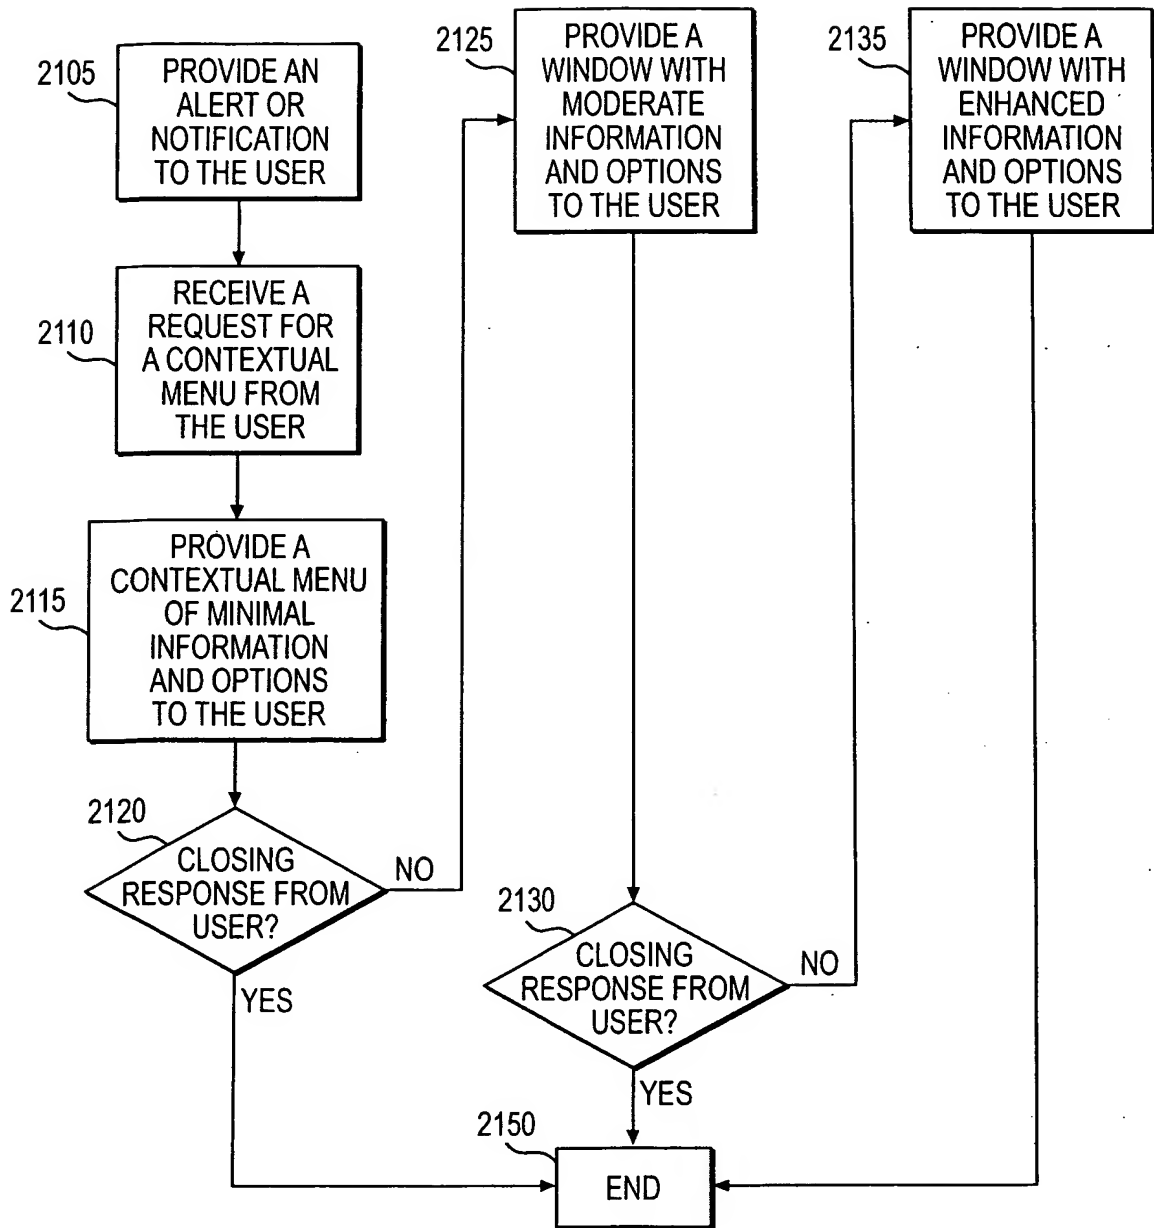 2105
PROVIDE AN
ALERT OR
NOTIFICATION
TO THE USER
2110
RECEIVE A
REQUEST FOR
A CONTEXTUAL
MENU FROM
THE USER
2115
PROVIDE A
CONTEXTUAL MENU
OF MINIMAL
INFORMATION
AND OPTIONS
TO THE USER
2120
CLOSING
RESPONSE FROM
USER?
NO
YES
2125
PROVIDE A
WINDOW WITH
MODERATE
INFORMATION
AND OPTIONS
TO THE USER
2130
CLOSING
RESPONSE FROM
USER?
NO
YES
2135
PROVIDE A
WINDOW WITH
ENHANCED
INFORMATION
AND OPTIONS
TO THE USER
2150
END